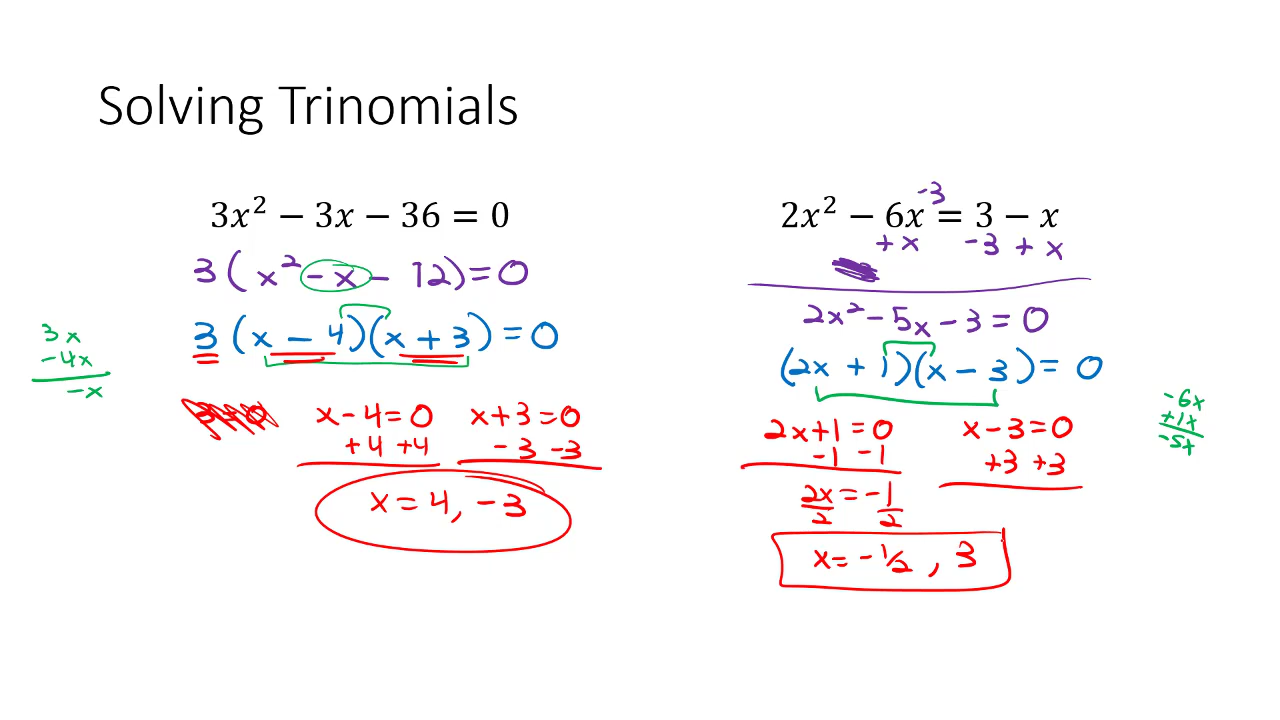 Solving Trinomials
3x² − 3x − 36 = 0
3(x² − x − 12) = 0
3(x − 4)(x + 3) = 0
3x
−4x
−x
x − 4 = 0 x + 3 = 0
+4 +4 −3 −3
x = 4, −3
−3
2x² − 6x = 3 − x
+x −3 + x
2x² − 5x − 3 = 0
(2x + 1)(x − 3) = 0
−6x
+1x
−5x
2x + 1 = 0 x − 3 = 0
−1 −1 +3 +3
2x = −1
2 2
x = −1/2, 3